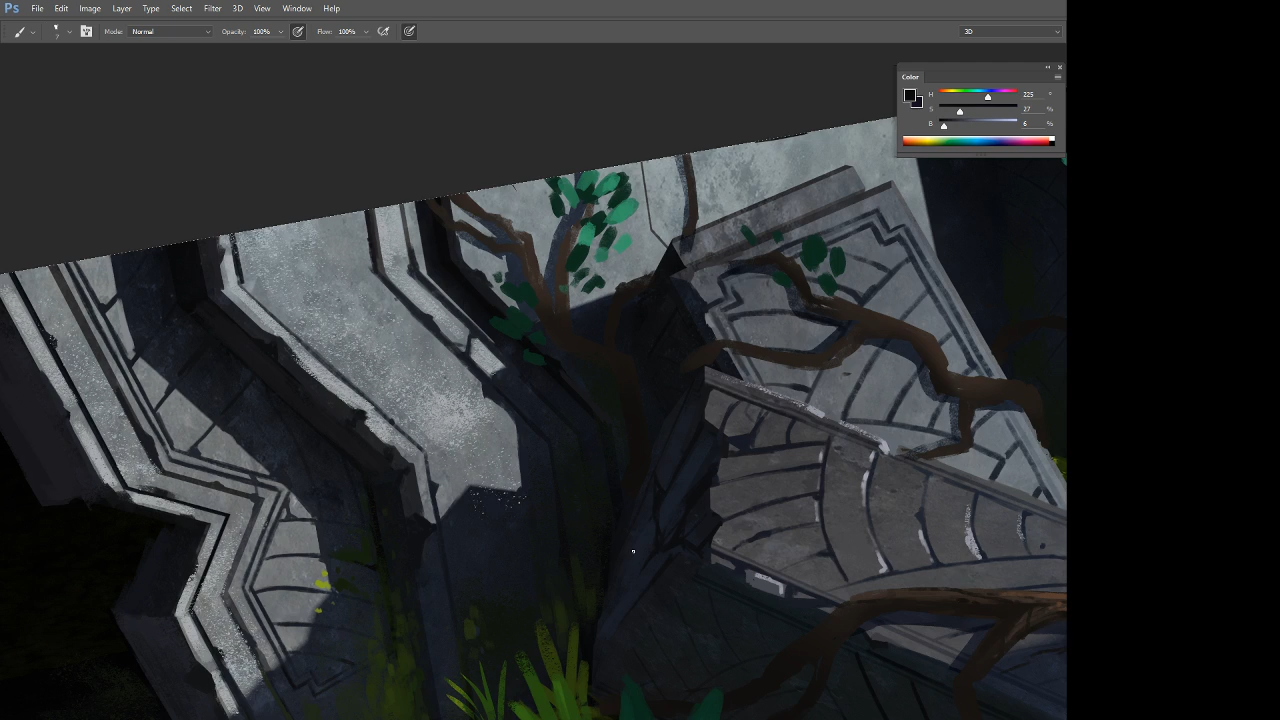 Ps File Edit Image Layer Type Select Filter 3D View Window Help
7 Mode: Normal Opacity: 100% Flow: 100% 3D
Color
H 225 °
S 27 %
B 6 %